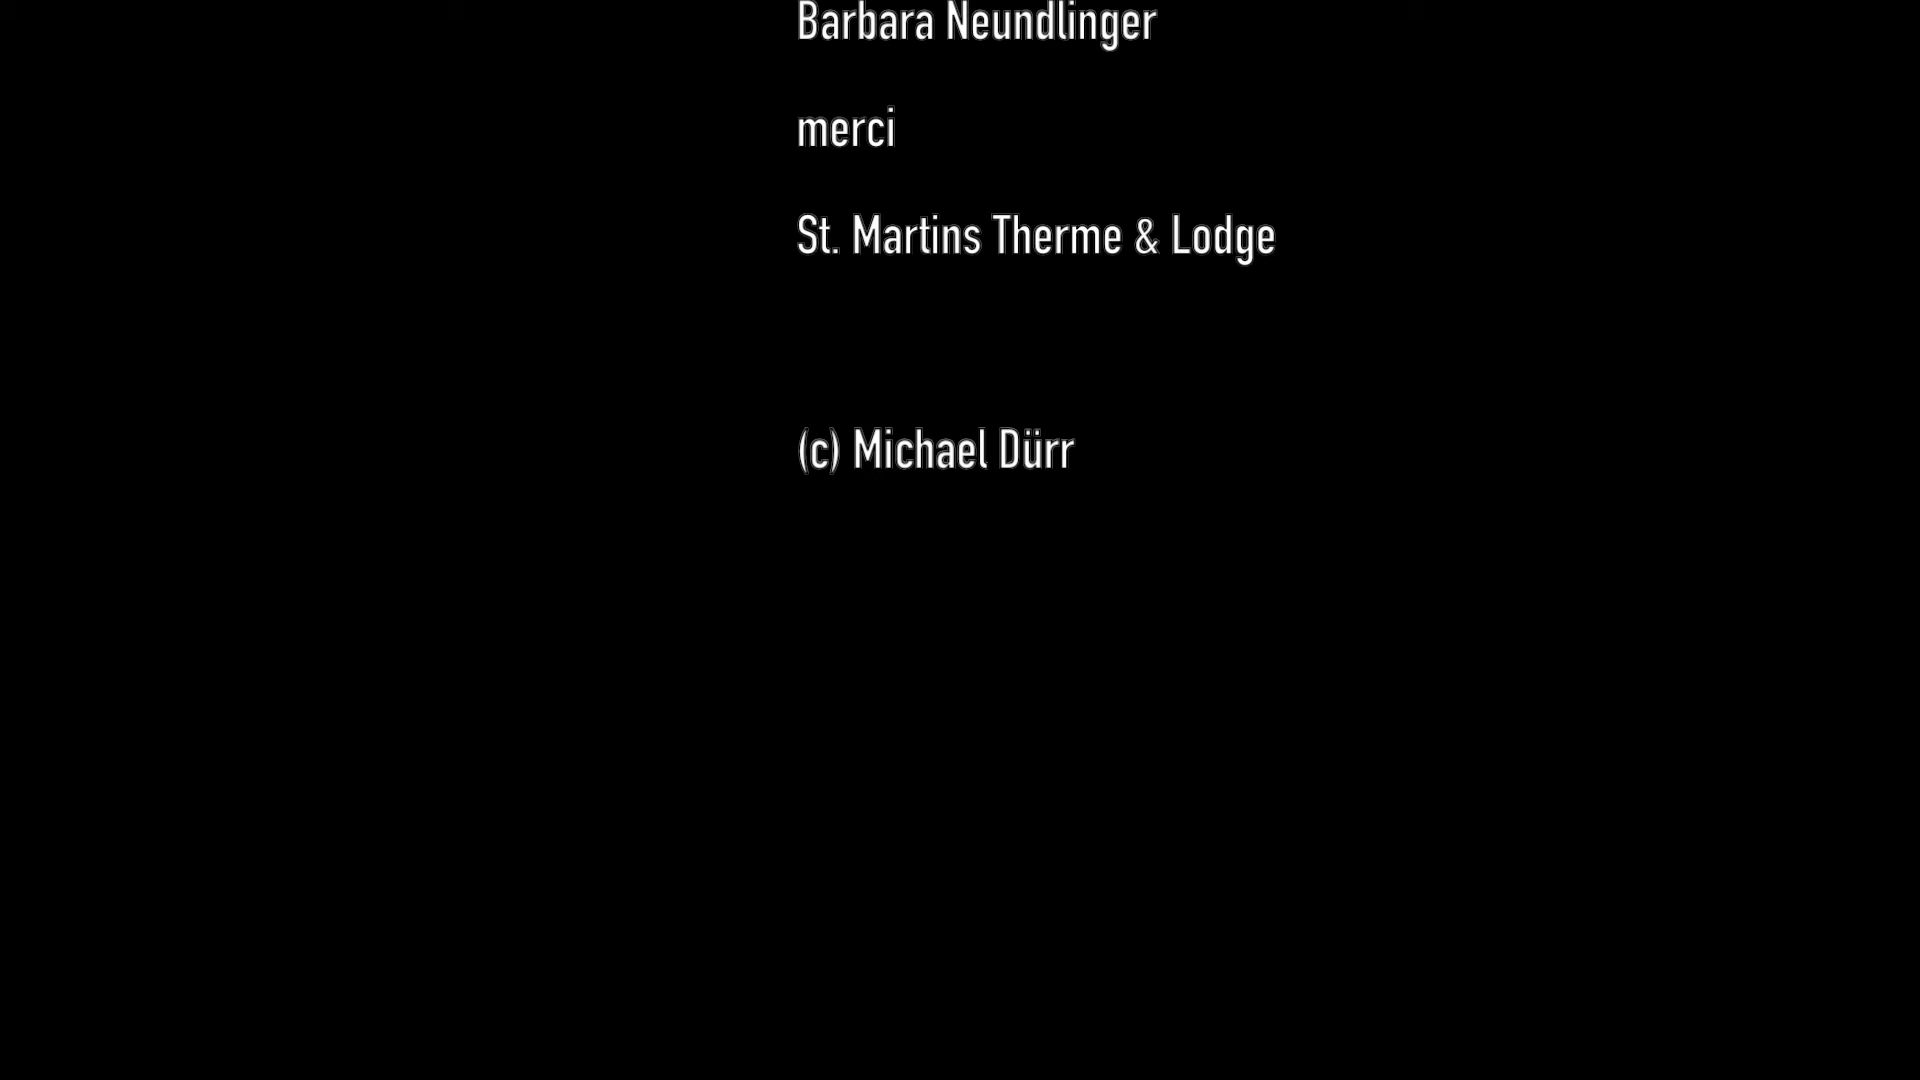 Barbara Neundlinger
merci
St. Martins Therme & Lodge
(c) Michael Dürr